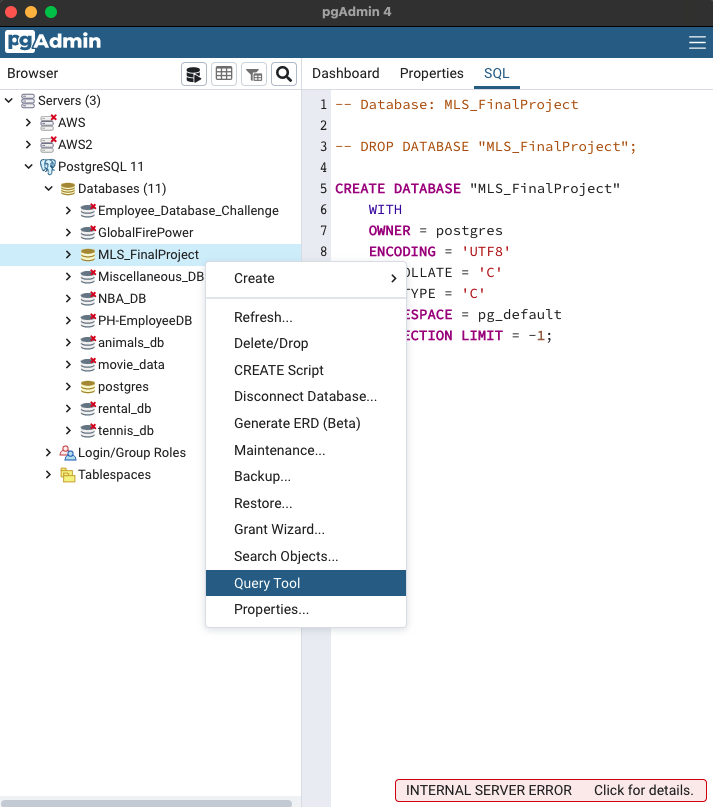 pgAdmin 4
pgAdmin
Browser
Dashboard Properties SQL
Servers (3)
AWS
AWS2
PostgreSQL 11
Databases (11)
Employee_Database_Challenge
GlobalFirePower
MLS_FinalProject
Miscellaneous_DB
NBA_DB
PH-EmployeeDB
animals_db
movie_data
postgres
rental_db
tennis_db
Login/Group Roles
Tablespaces
1 -- Database: MLS_FinalProject
2
3 -- DROP DATABASE "MLS_FinalProject";
4
5 CREATE DATABASE "MLS_FinalProject"
6 WITH
7 OWNER = postgres
8 ENCODING = 'UTF8'
OLLATE = 'C'
TYPE = 'C'
ESPACE = pg_default
ECTION LIMIT = -1;
Create
Refresh...
Delete/Drop
CREATE Script
Disconnect Database...
Generate ERD (Beta)
Maintenance...
Backup...
Restore...
Grant Wizard...
Search Objects...
Query Tool
Properties...
INTERNAL SERVER ERROR Click for details.